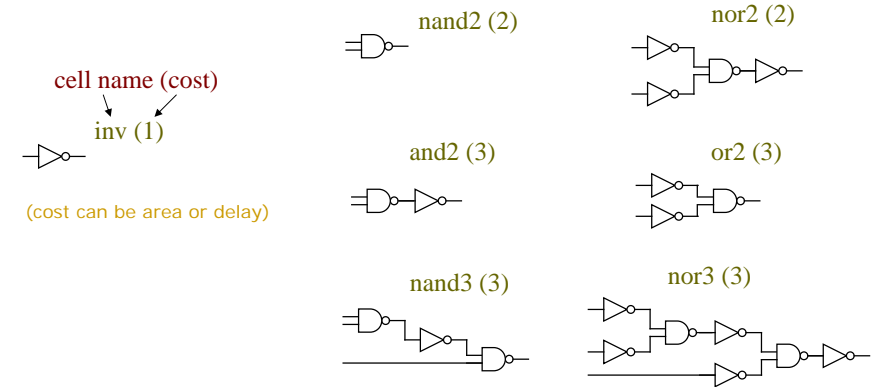 nand2 (2)
nor2 (2)
cell name (cost)
inv (1)
and2 (3)
or2 (3)
(cost can be area or delay)
nand3 (3)
nor3 (3)